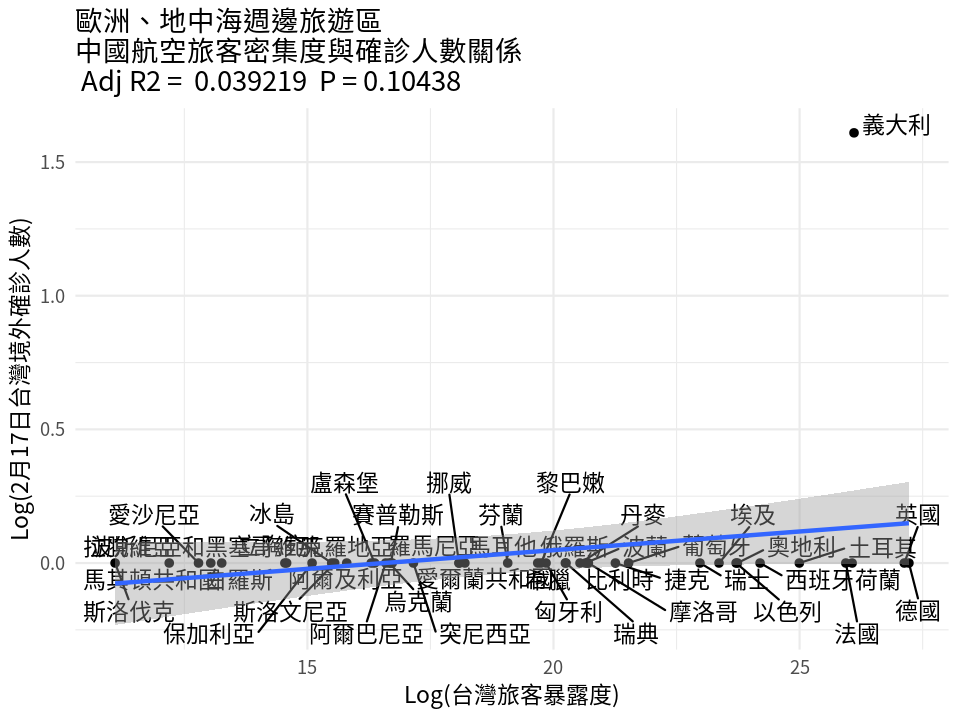 歐洲、地中海週邊旅遊區
中國航空旅客密集度與確診人數關係
Adj R2 = 0.039219 P = 0.10438
Log(2月17日台灣境外確診人數)
1.5
1.0
0.5
0.0
義大利
盧森堡 挪威 黎巴嫩
愛沙尼亞 冰島 賽普勒斯 芬蘭 丹麥 埃及 英國
羅馬尼亞 馬其他 俄羅斯 波蘭 葡萄牙 奧地利 土耳其
馬其頓共和國 阿爾及利亞 愛爾蘭共和國 比利時 捷克 瑞士 西班牙 荷蘭
斯洛伐克 斯洛文尼亞 烏克蘭 匈牙利 摩洛哥 以色列 德國
保加利亞 阿爾巴尼亞 突尼西亞 瑞典 法國
15 20 25
Log(台灣旅客暴露度)